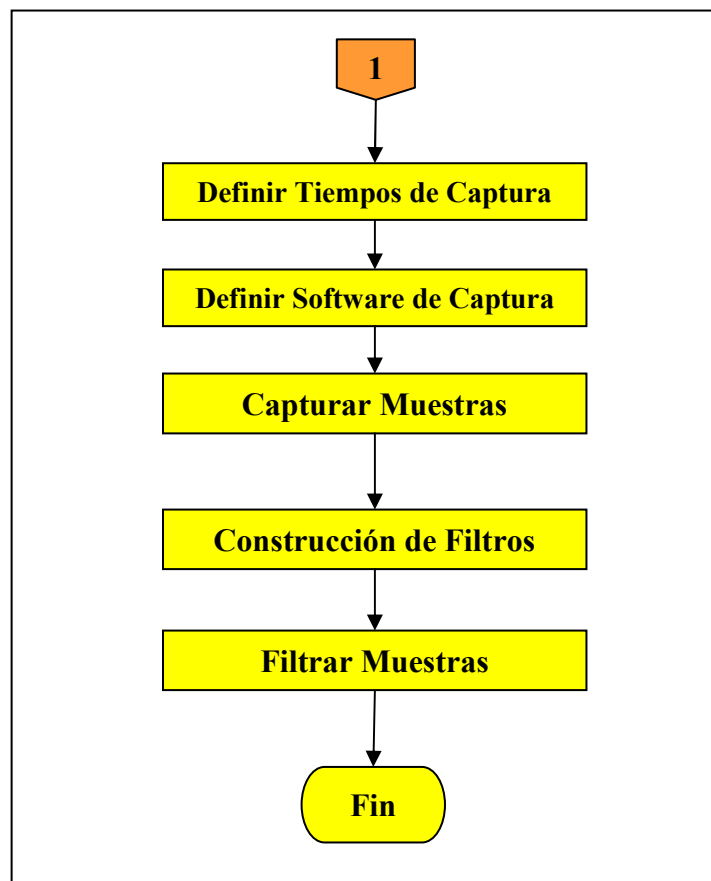 1
Definir Tiempos de Captura
Definir Software de Captura
Capturar Muestras
Construcción de Filtros
Filtrar Muestras
Fin